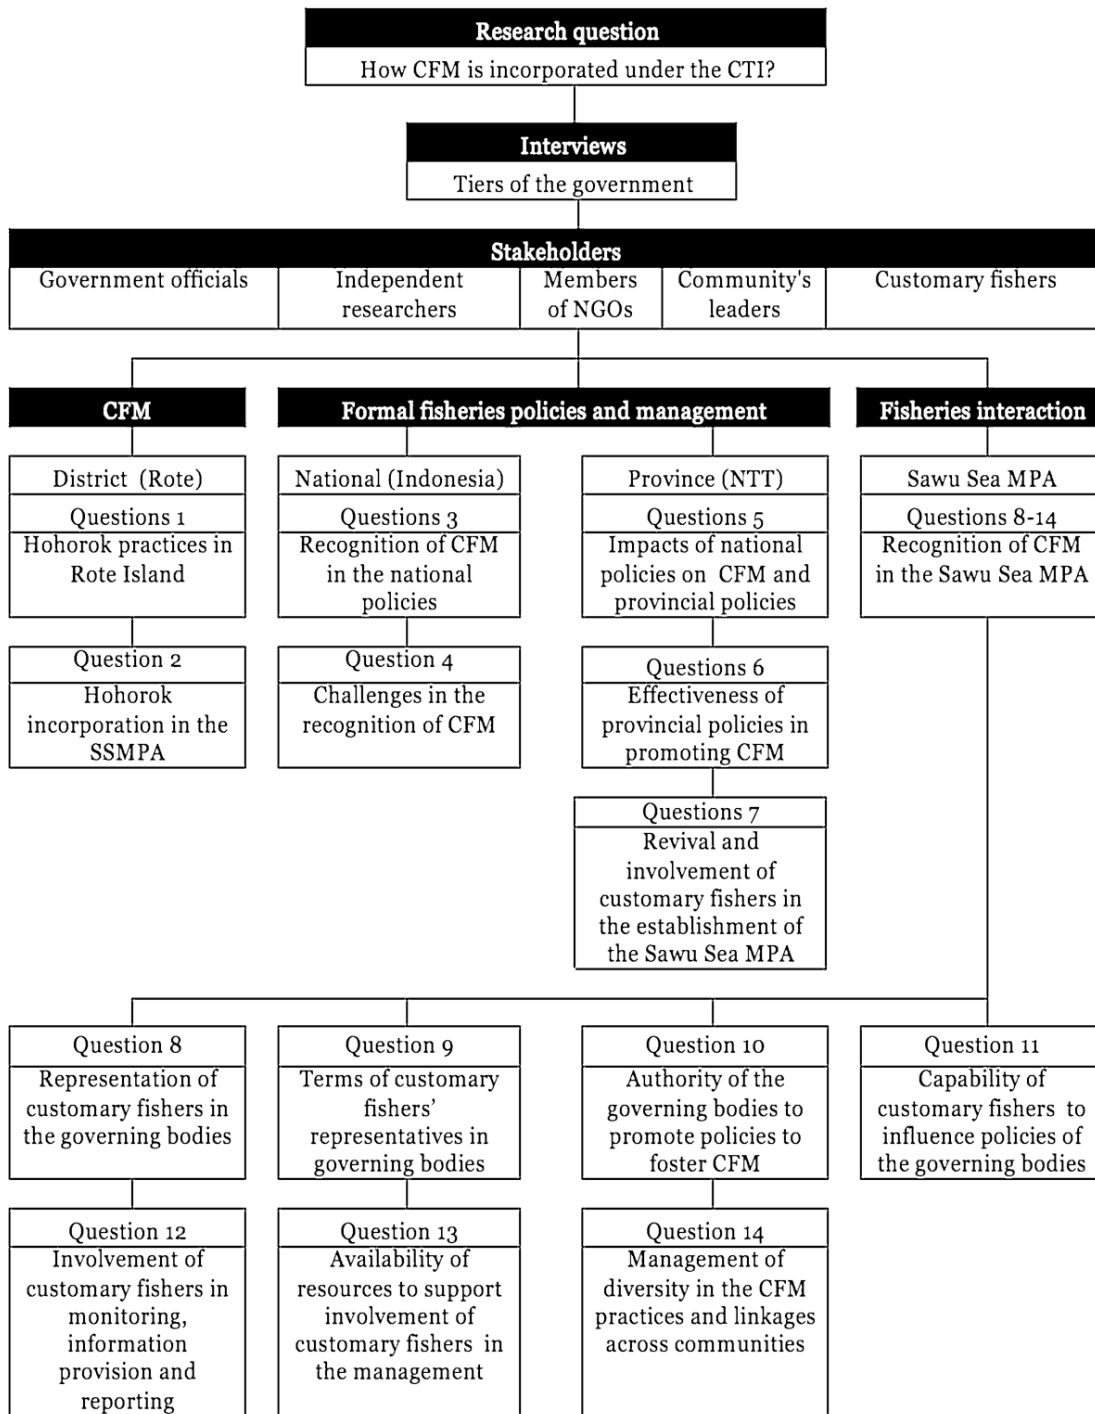 Research question
How CFM is incorporated under the CTI?
Interviews
Tiers of the government
Stakeholders
Government officials
Independent
researchers
Members
of NGOs
Community's
leaders
Customary fishers
CFM
District (Rote)
Questions 1
Hohorok practices in
Rote Island
Question 2
Hohorok
incorporation in the
SSMPA
Formal fisheries policies and management
National (Indonesia)
Questions 3
Recognition of CFM
in the national
policies
Question 4
Challenges in the
recognition of CFM
Province (NTT)
Questions 5
Impacts of national
policies on CFM and
provincial policies
Questions 6
Effectiveness of
provincial policies in
promoting CFM
Questions 7
Revival and
involvement of
customary fishers in
the establishment of
the Sawu Sea MPA
Fisheries interaction
Sawu Sea MPA
Questions 8-14
Recognition of CFM
in the Sawu Sea MPA
Question 8
Representation of
customary fishers in
the governing bodies
Question 9
Terms of customary
fishers’
representatives in
governing bodies
Question 10
Authority of the
governing bodies to
promote policies to
foster CFM
Question 11
Capability of
customary fishers to
influence policies of
the governing bodies
Question 12
Involvement of
customary fishers in
monitoring,
information
provision and
reporting
Question 13
Availability of
resources to support
involvement of
customary fishers in
the management
Question 14
Management of
diversity in the CFM
practices and linkages
across communities